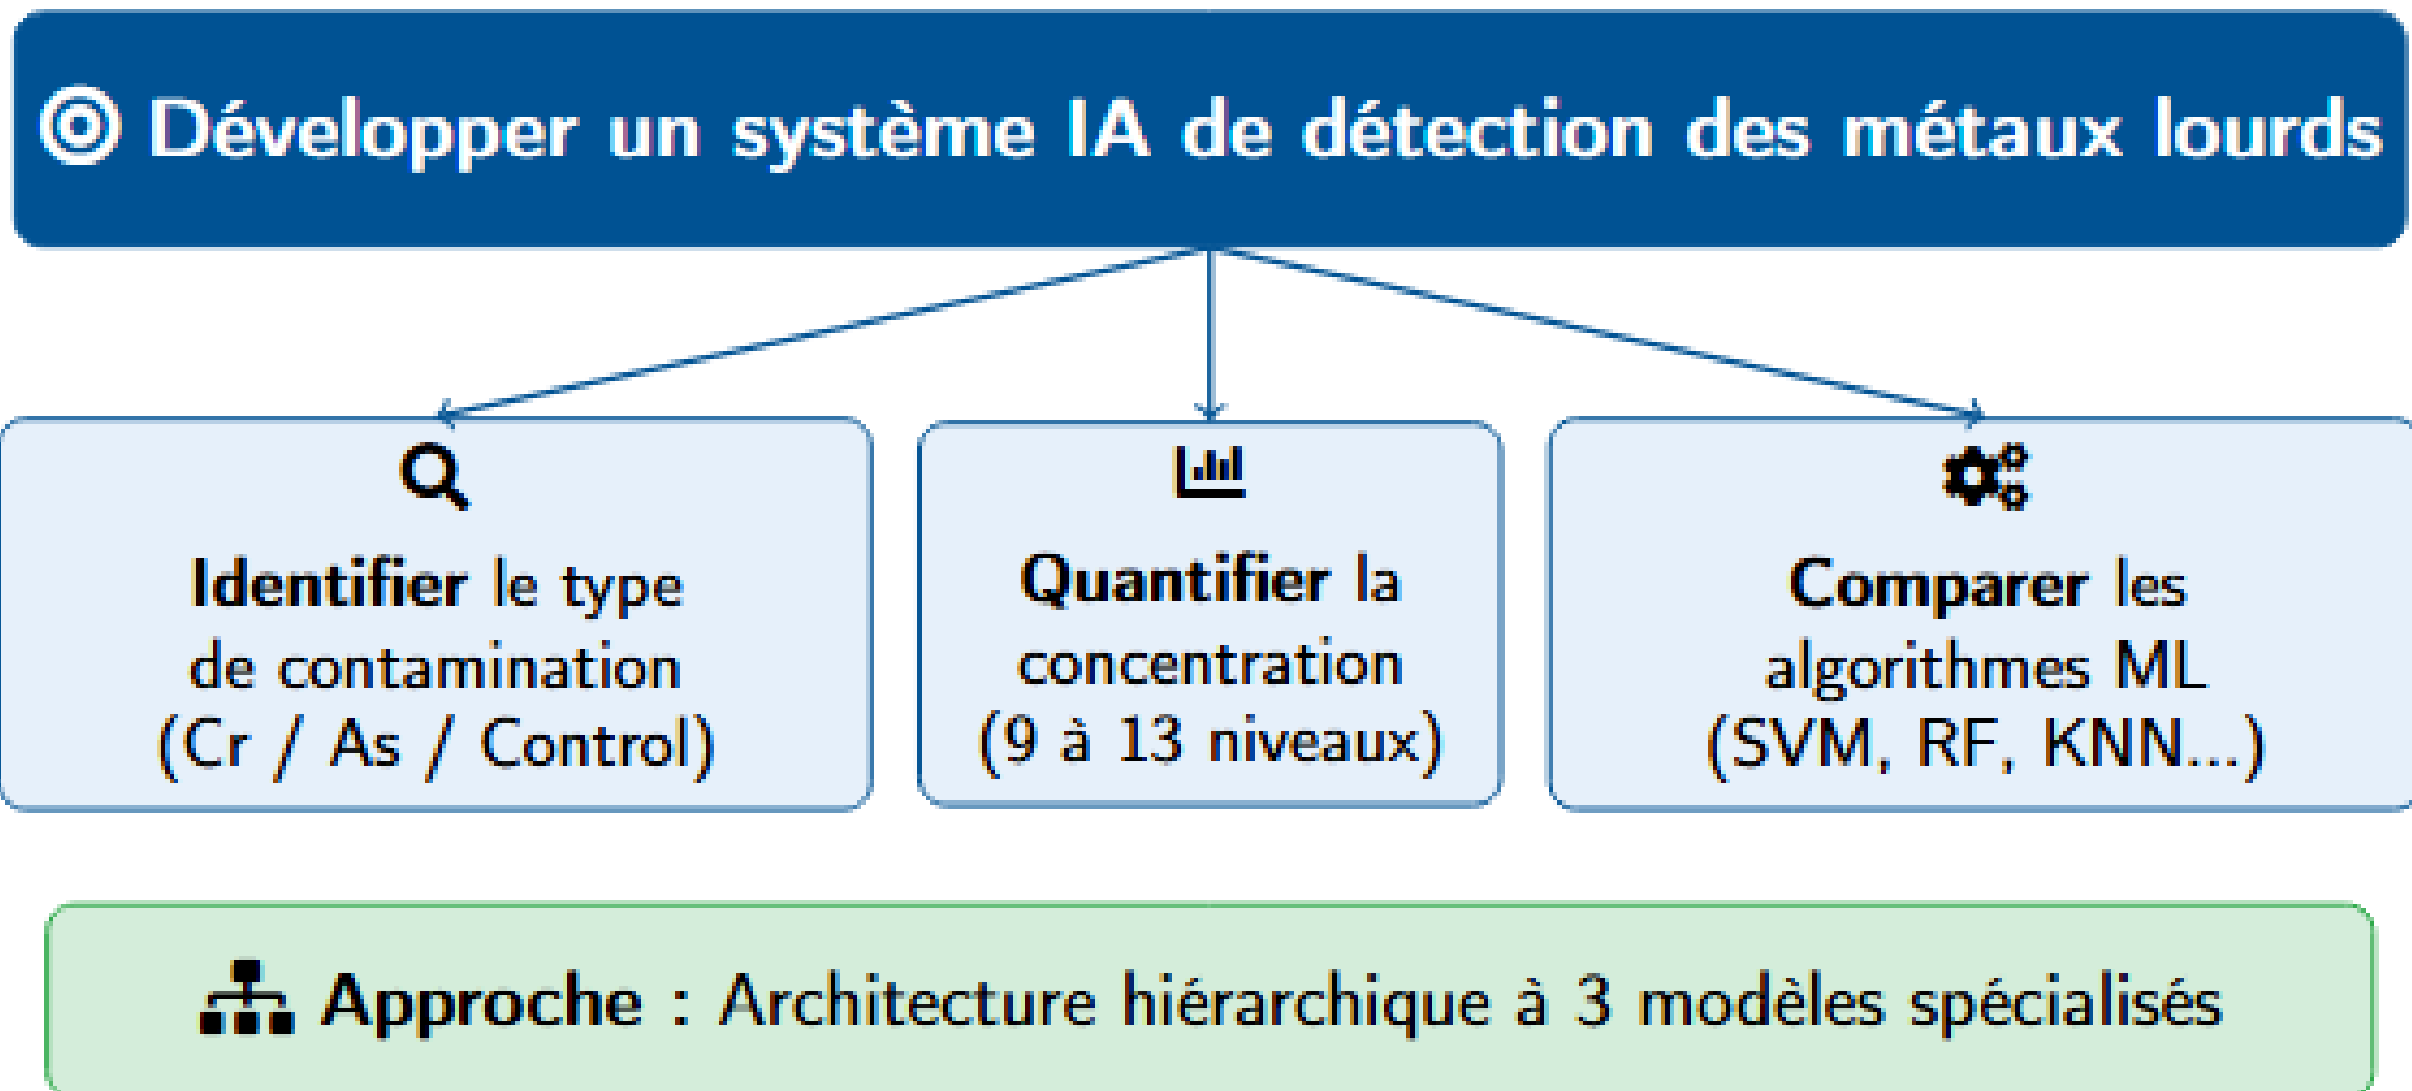 Développer un système IA de détection des métaux lourds
Identifier le type
de contamination
(Cr / As / Control)
Quantifier la
concentration
(9 à 13 niveaux)
Comparer les
algorithmes ML
(SVM, RF, KNN...)
Approche : Architecture hiérarchique à 3 modèles spécialisés